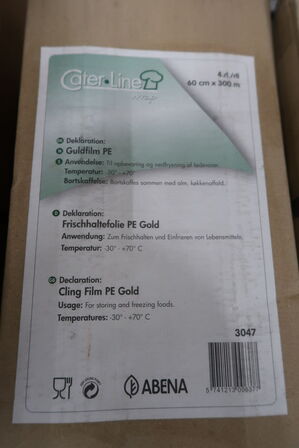 Cater-Line
4 rl./rll
60 cm x 300 m
Deklaration:
Guldfilm PE
Anvendelse: Til opbevaring og nedfrysning af fødevarer.
Temperatur: -30° - +70°
Bortskaffelse: Bortskaffes sammen med alm. køkkenaffald.
D Deklaration:
Frischhaltefolie PE Gold
Anwendung: Zum Frischhalten und Einfrieren von Lebensmitteln.
Temperatur: -30° - +70° C
GB Declaration:
Cling Film PE Gold
Usage: For storing and freezing foods.
Temperatures: -30° - +70° C
3047
ABENA